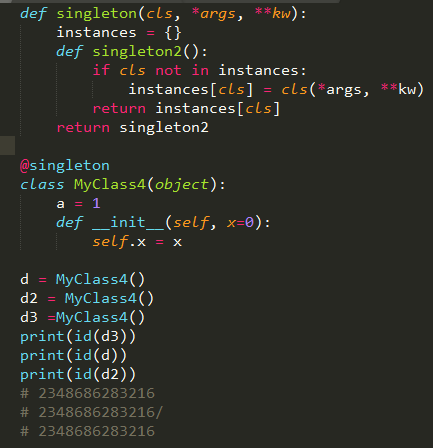 def singleton(cls, *args, **kw):
    instances = {}
    def singleton2():
        if cls not in instances:
            instances[cls] = cls(*args, **kw)
        return instances[cls]
    return singleton2

@singleton
class MyClass4(object):
    a = 1
    def __init__(self, x=0):
        self.x = x

d = MyClass4()
d2 = MyClass4()
d3 =MyClass4()
print(id(d3))
print(id(d))
print(id(d2))
# 2348686283216
# 2348686283216/
# 2348686283216